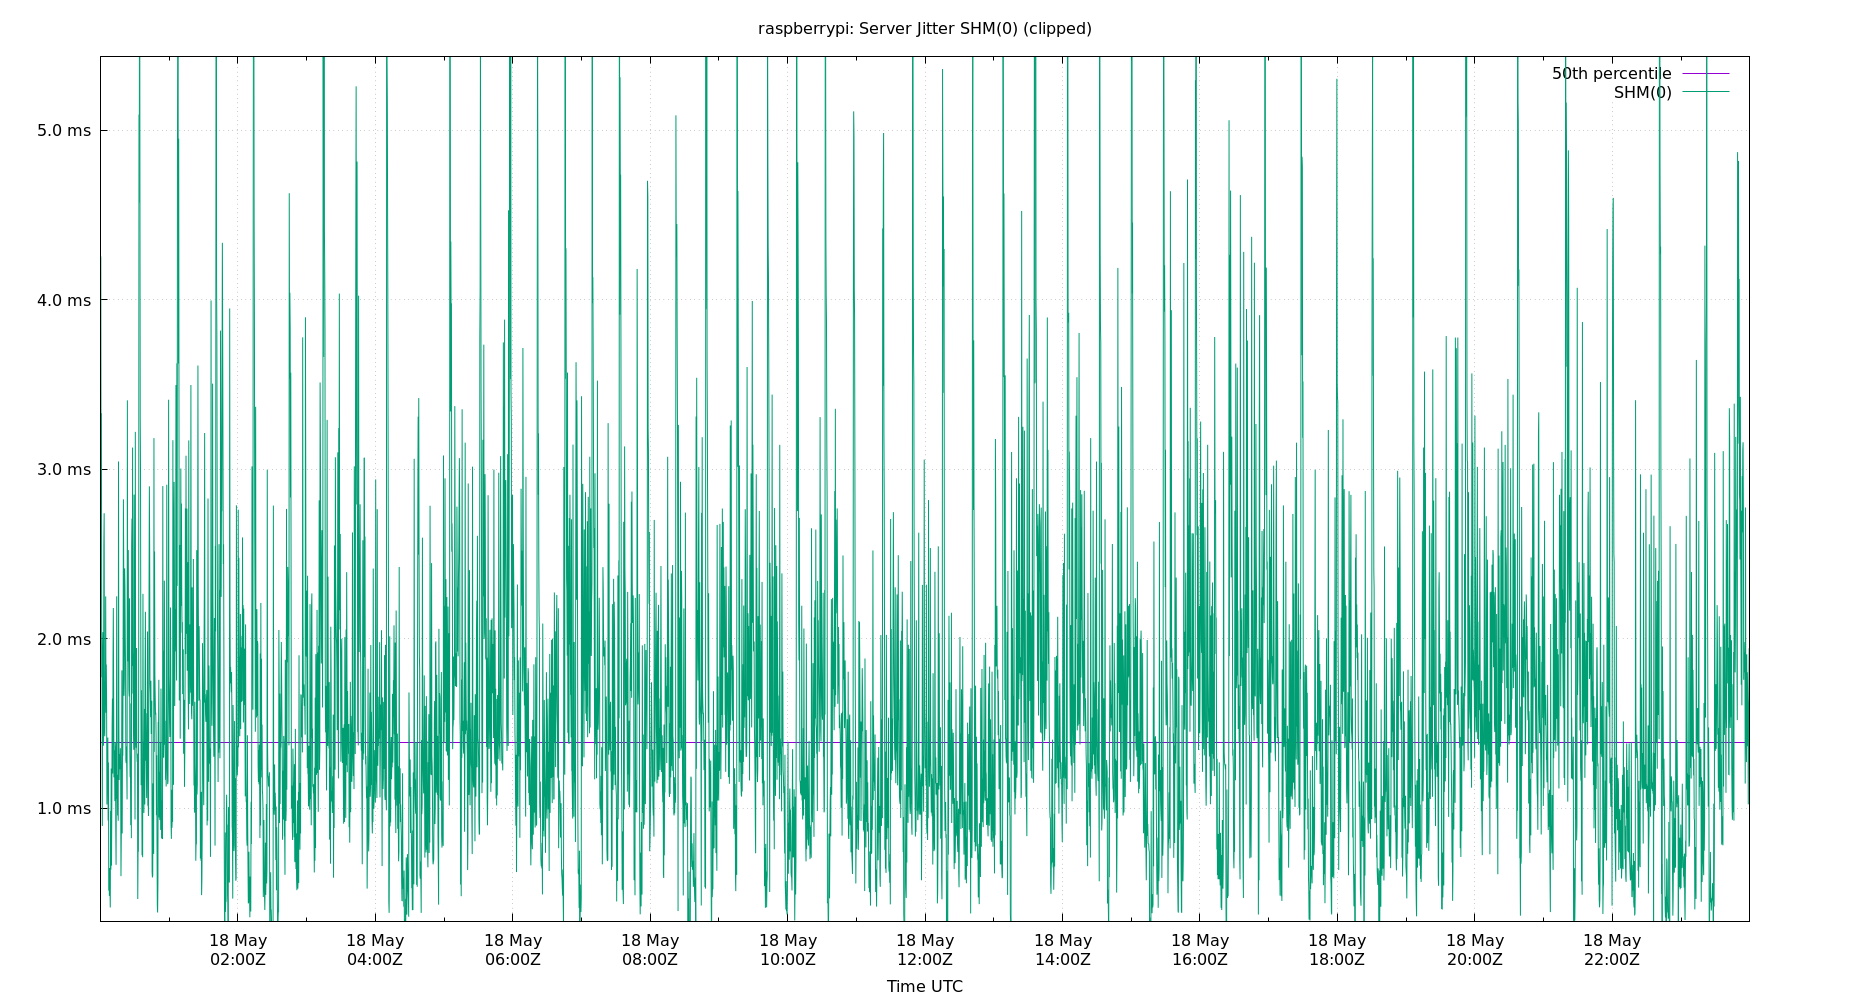 raspberrypi: Server Jitter SHM(0) (clipped)
50th percentile
SHM(0)
5.0 ms
4.0 ms
3.0 ms
2.0 ms
1.0 ms
18 May 18 May 18 May 18 May 18 May 18 May 18 May 18 May 18 May 18 May 18 May
02:00Z 04:00Z 06:00Z 08:00Z 10:00Z 12:00Z 14:00Z 16:00Z 18:00Z 20:00Z 22:00Z
Time UTC